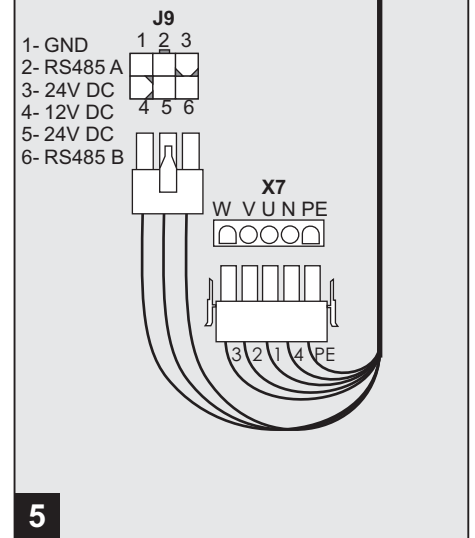 J9
1- GND
2- RS485 A
3- 24V DC
4- 12V DC
5- 24V DC
6- RS485 B
1 2 3
4 5 6
X7
W V U N PE
3 2 1 4 PE
5